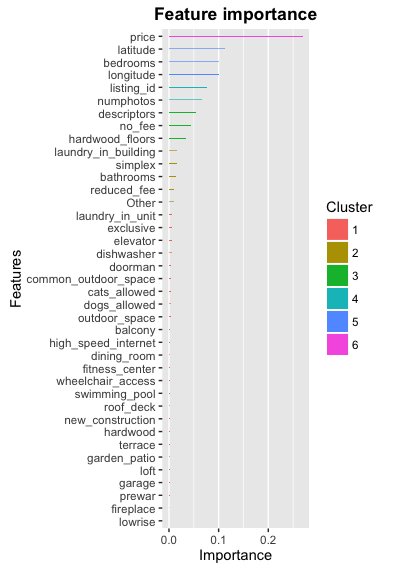 Feature importance
price
latitude
bedrooms
longitude
listing_id
numphotos
descriptors
no_fee
hardwood_floors
laundry_in_building
simplex
bathrooms
reduced_fee
Other
laundry_in_unit
exclusive
elevator
dishwasher
doorman
common_outdoor_space
cats_allowed
dogs_allowed
outdoor_space
balcony
high_speed_internet
dining_room
fitness_center
wheelchair_access
swimming_pool
roof_deck
new_construction
hardwood
terrace
garden_patio
loft
garage
prewar
fireplace
lowrise
Features
0.0 0.1 0.2
Importance
Cluster
1
2
3
4
5
6